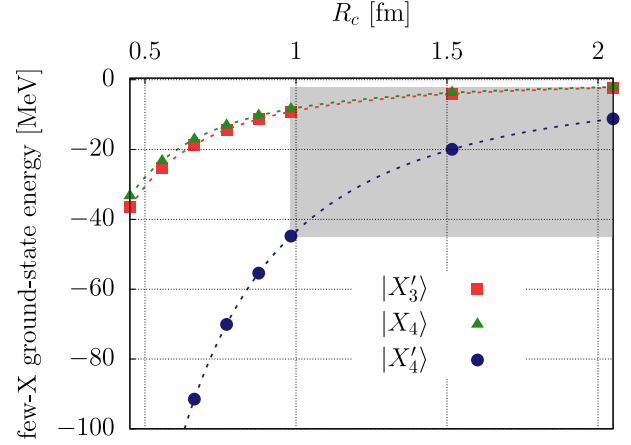 R_c [fm]
0.5 1 1.5 2
few-X ground-state energy [MeV]
0
−20
−40
−60
−80
−100
|X′_3⟩
|X_4⟩
|X′_4⟩